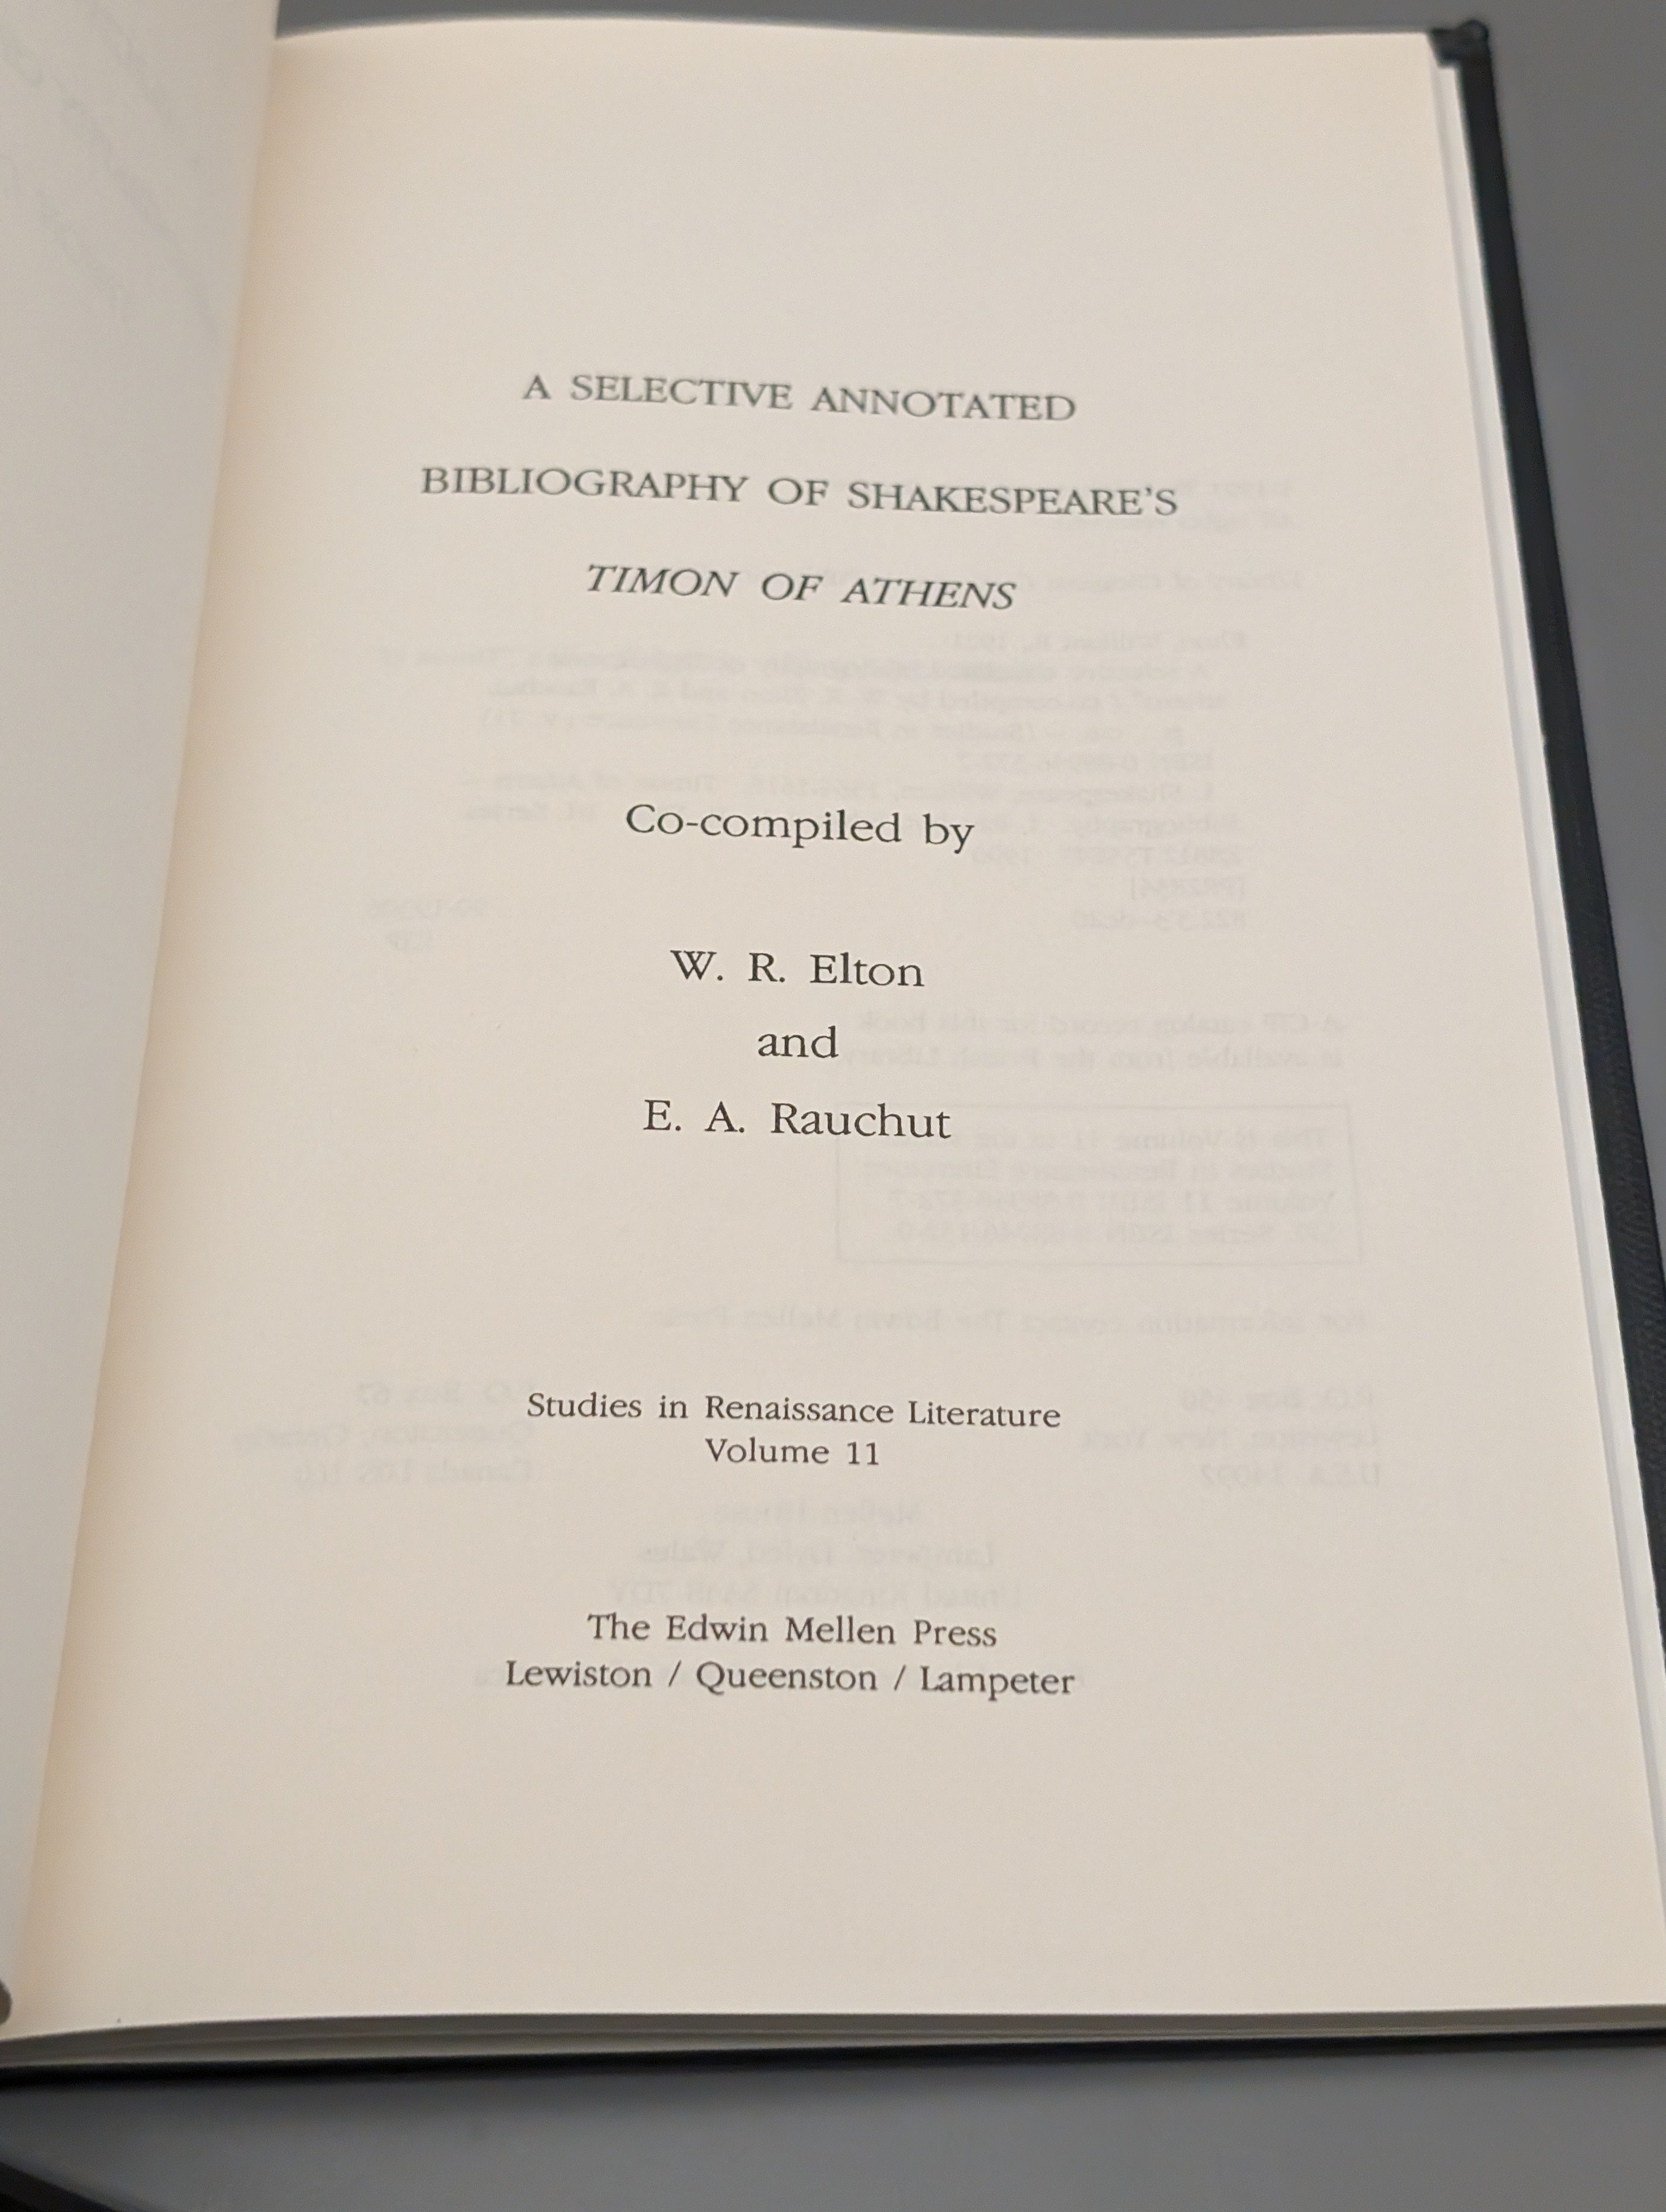 A SELECTIVE ANNOTATED
BIBLIOGRAPHY OF SHAKESPEARE'S
TIMON OF ATHENS
Co-compiled by
W. R. Elton
and
E. A. Rauchut
Studies in Renaissance Literature
Volume 11
The Edwin Mellen Press
Lewiston / Queenston / Lampeter